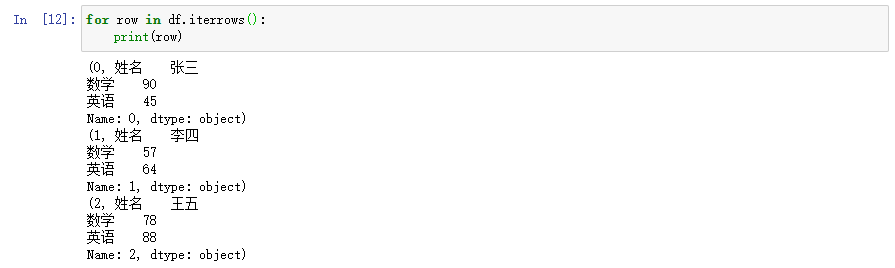 In [12]: for row in df.iterrows():
    print(row)
(0, 姓名    张三
数学    90
英语    45
Name: 0, dtype: object)
(1, 姓名    李四
数学    57
英语    64
Name: 1, dtype: object)
(2, 姓名    王五
数学    78
英语    88
Name: 2, dtype: object)